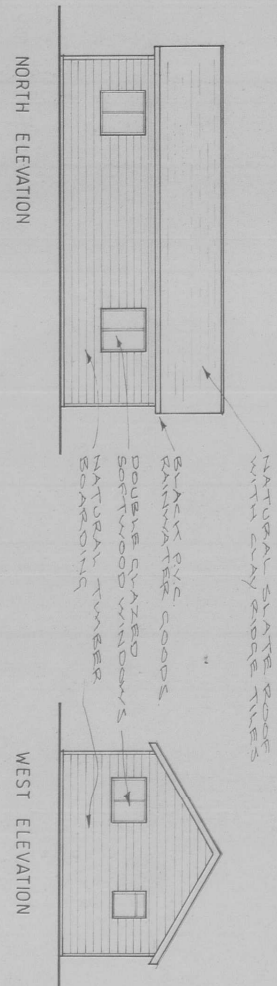 NATURAL SLATE ROOF
WITH CLAY RIDGE TILES
BLACK P.V.C.
RAINWATER GOODS
DOUBLE GLAZED
SOFTWOOD WINDOWS
NATURAL TIMBER
BOARDING
NORTH ELEVATION
WEST ELEVATION